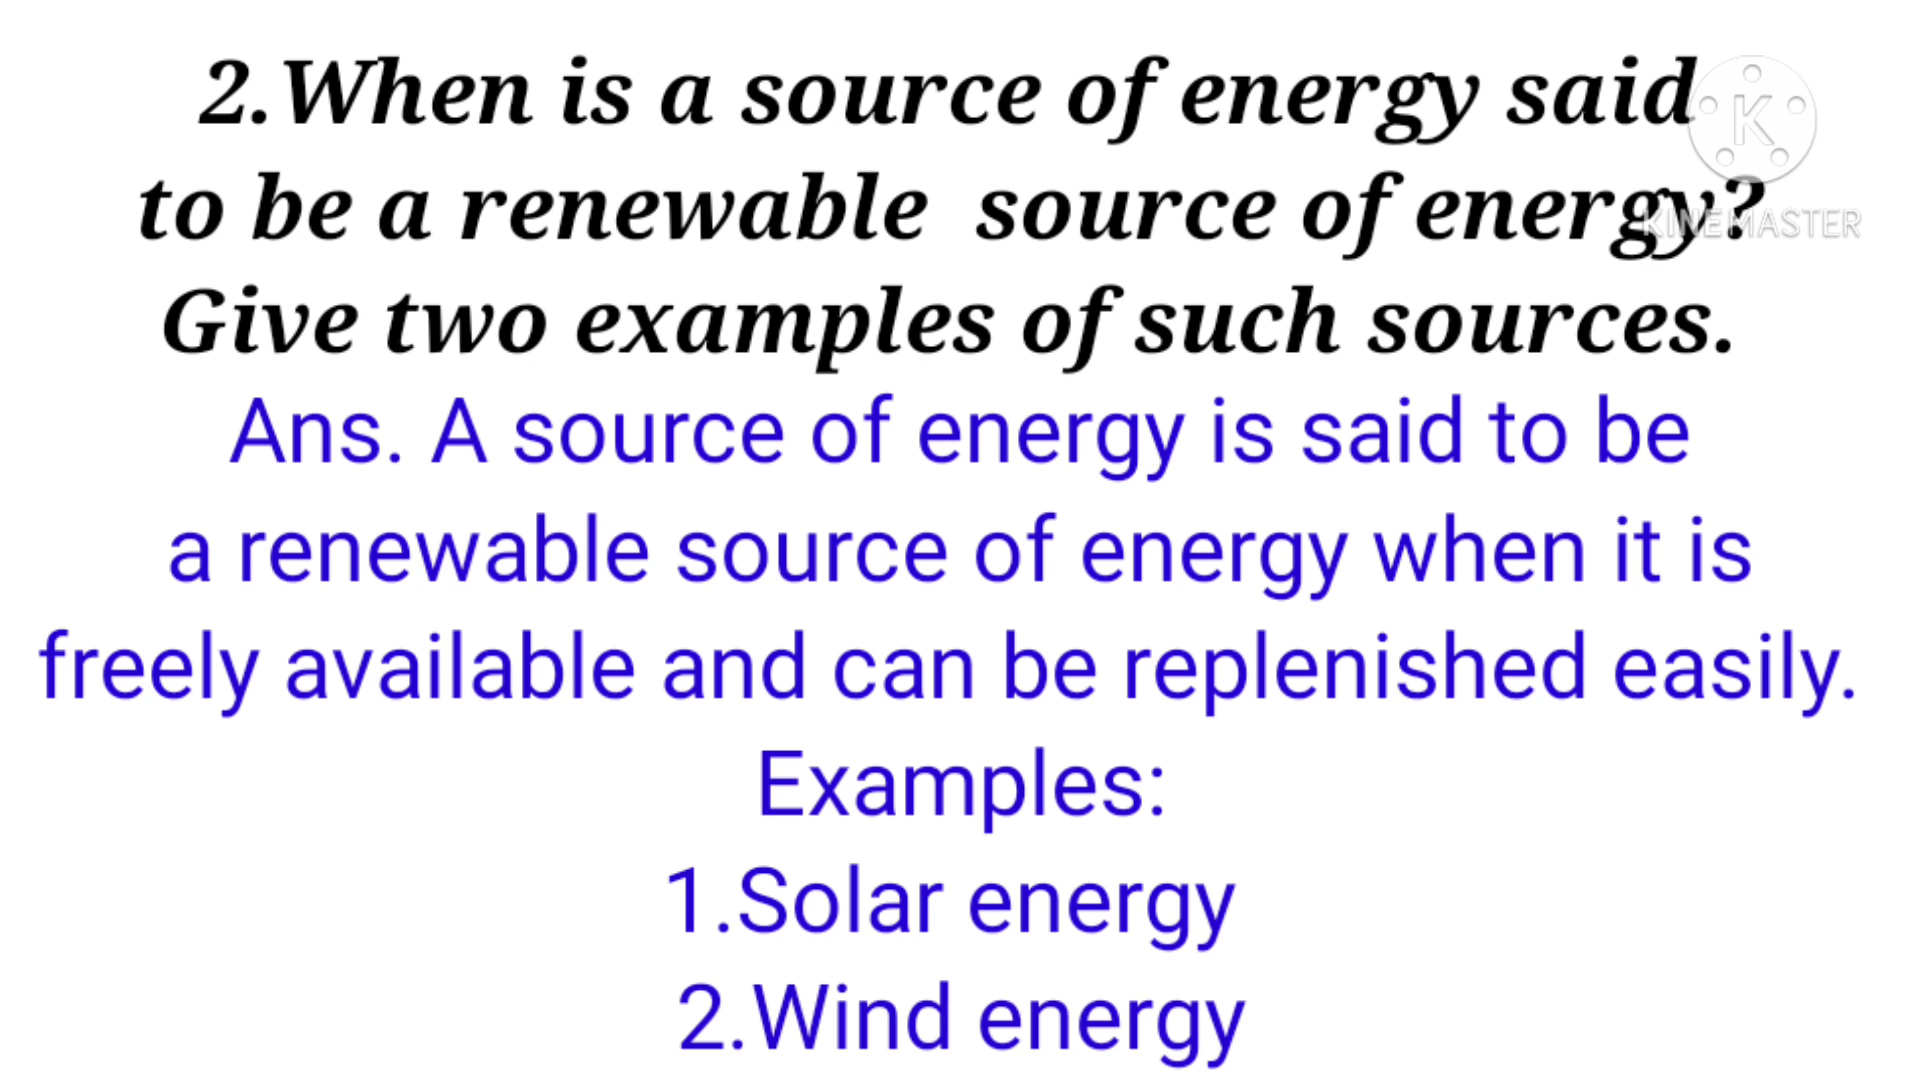 2.When is a source of energy said
to be a renewable source of energy?
Give two examples of such sources.
Ans. A source of energy is said to be
a renewable source of energy when it is
freely available and can be replenished easily.
Examples:
1.Solar energy
2.Wind energy
K
KINEMASTER